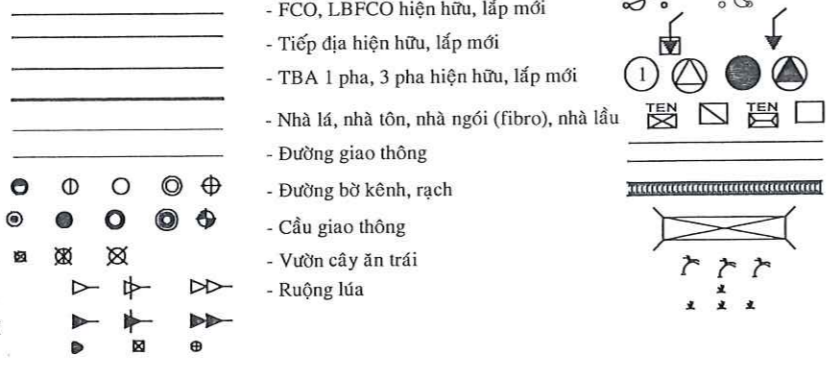 - FCO, LBFCO hiện hữu, lắp mới
- Tiếp địa hiện hữu, lắp mới
- TBA 1 pha, 3 pha hiện hữu, lắp mới
1
- Nhà lá, nhà tôn, nhà ngói (fibro), nhà lầu
TEN
TEN
- Đường giao thông
- Đường bờ kênh, rạch
- Cầu giao thông
- Vườn cây ăn trái
- Ruộng lúa